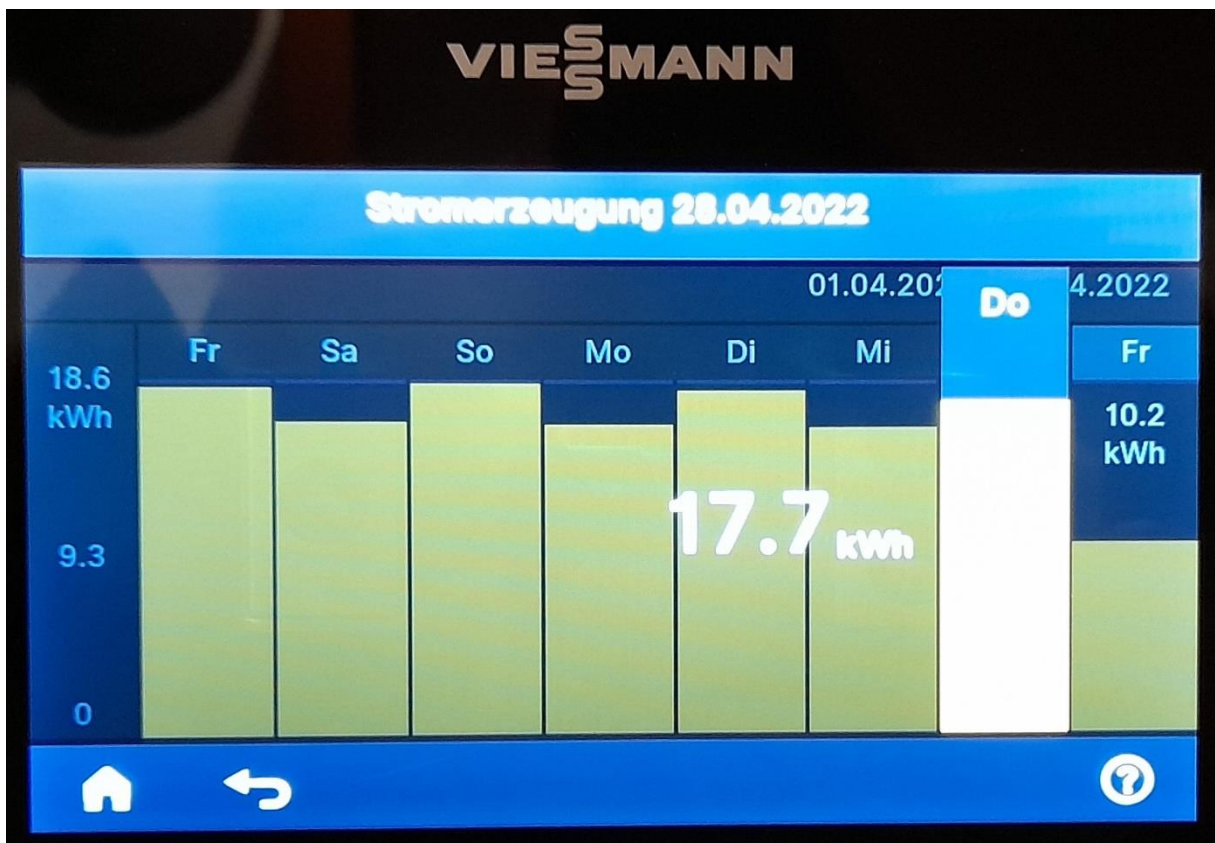 VIESSMANN
Stromerzeugung 28.04.2022
01.04.202 4.2022
Do
Fr Sa So Mo Di Mi Fr
18.6
kWh
10.2
kWh
17.7 kWh
9.3
0
?